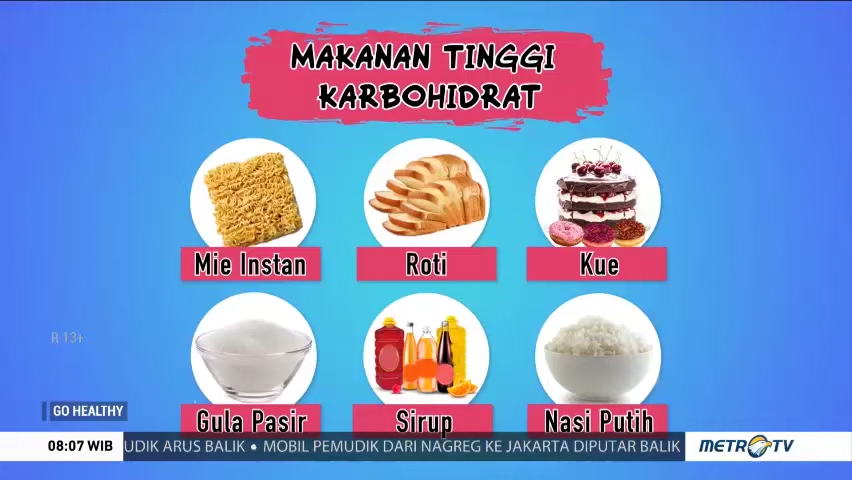 MAKANAN TINGGI
KARBOHIDRAT
Mie Instan
Roti
Kue
Gula Pasir
Sirup
Nasi Putih
R 13+
GO HEALTHY
08:07 WIB
UDIK ARUS BALIK • MOBIL PEMUDIK DARI NAGREG KE JAKARTA DIPUTAR BALIK
METRO TV